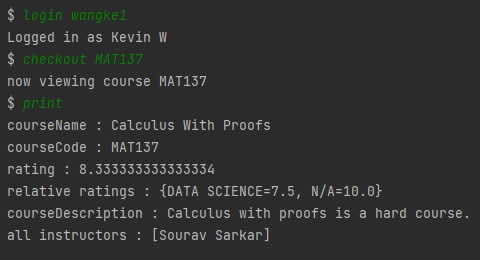 $ login wangke1
Logged in as Kevin W
$ checkout MAT137
now viewing course MAT137
$ print
courseName : Calculus With Proofs
courseCode : MAT137
rating : 8.333333333333334
relative ratings : {DATA SCIENCE=7.5, N/A=10.0}
courseDescription : Calculus with proofs is a hard course.
all instructors : [Sourav Sarkar]